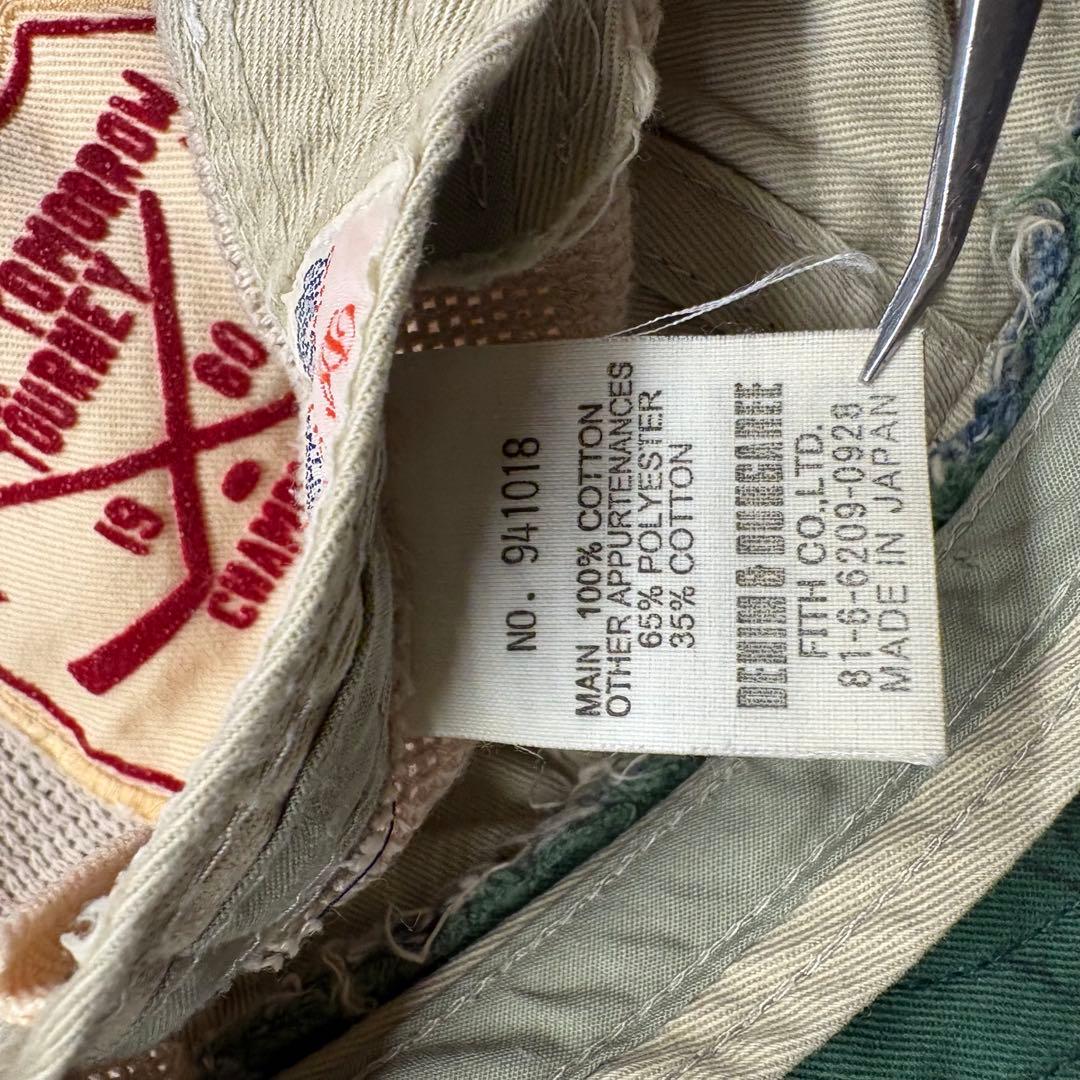 TOMORROW
TOURNEY
19 60
CHAMP
NO. 941018
MAIN 100% COTTON
OTHER APPURTENANCES
65% POLYESTER
35% COTTON
DENIM & DUNGAREE
FITH CO.,LTD.
81-6-6209-0928
MADE IN JAPAN